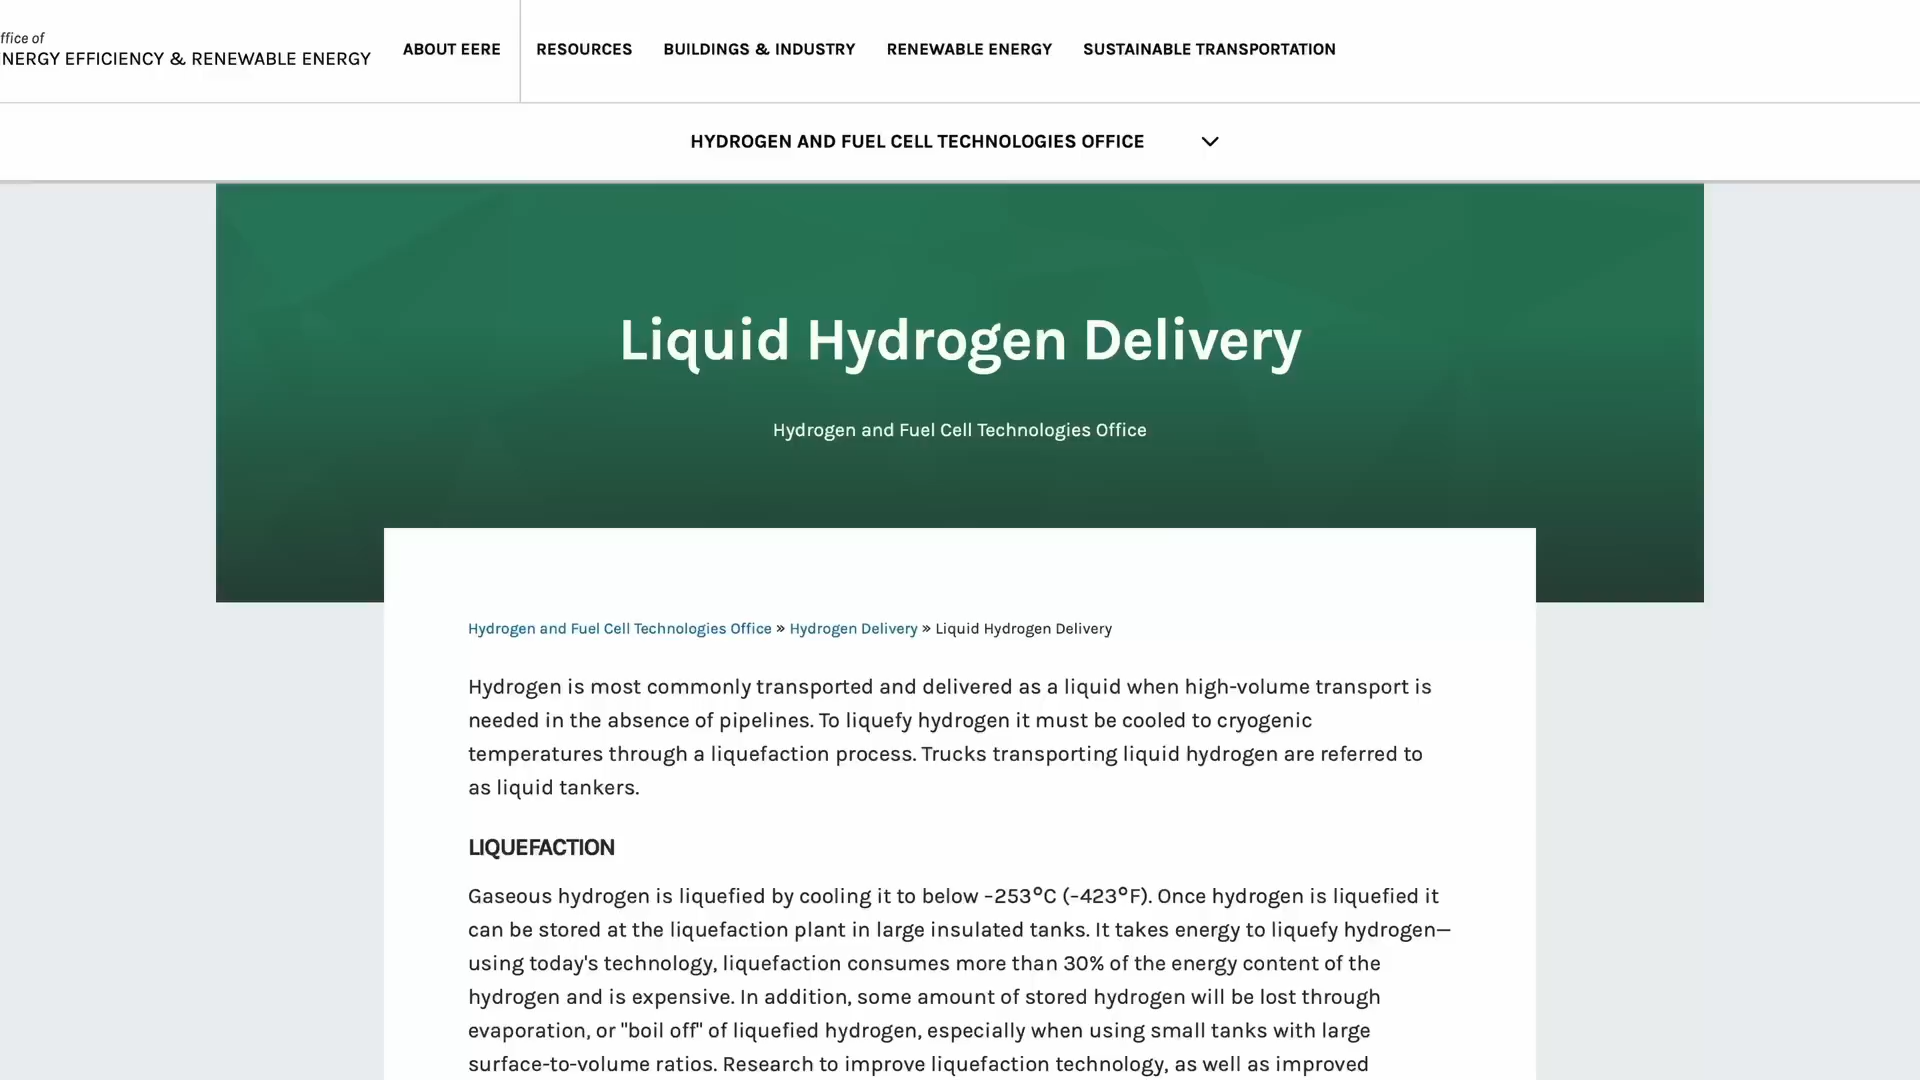 ffice of
NERGY EFFICIENCY & RENEWABLE ENERGY
ABOUT EERE
RESOURCES
BUILDINGS & INDUSTRY
RENEWABLE ENERGY
SUSTAINABLE TRANSPORTATION
HYDROGEN AND FUEL CELL TECHNOLOGIES OFFICE
Liquid Hydrogen Delivery
Hydrogen and Fuel Cell Technologies Office
Hydrogen and Fuel Cell Technologies Office » Hydrogen Delivery » Liquid Hydrogen Delivery
Hydrogen is most commonly transported and delivered as a liquid when high-volume transport is
needed in the absence of pipelines. To liquefy hydrogen it must be cooled to cryogenic
temperatures through a liquefaction process. Trucks transporting liquid hydrogen are referred to
as liquid tankers.
LIQUEFACTION
Gaseous hydrogen is liquefied by cooling it to below -253°C (-423°F). Once hydrogen is liquefied it
can be stored at the liquefaction plant in large insulated tanks. It takes energy to liquefy hydrogen—
using today's technology, liquefaction consumes more than 30% of the energy content of the
hydrogen and is expensive. In addition, some amount of stored hydrogen will be lost through
evaporation, or "boil off" of liquefied hydrogen, especially when using small tanks with large
surface-to-volume ratios. Research to improve liquefaction technology, as well as improved